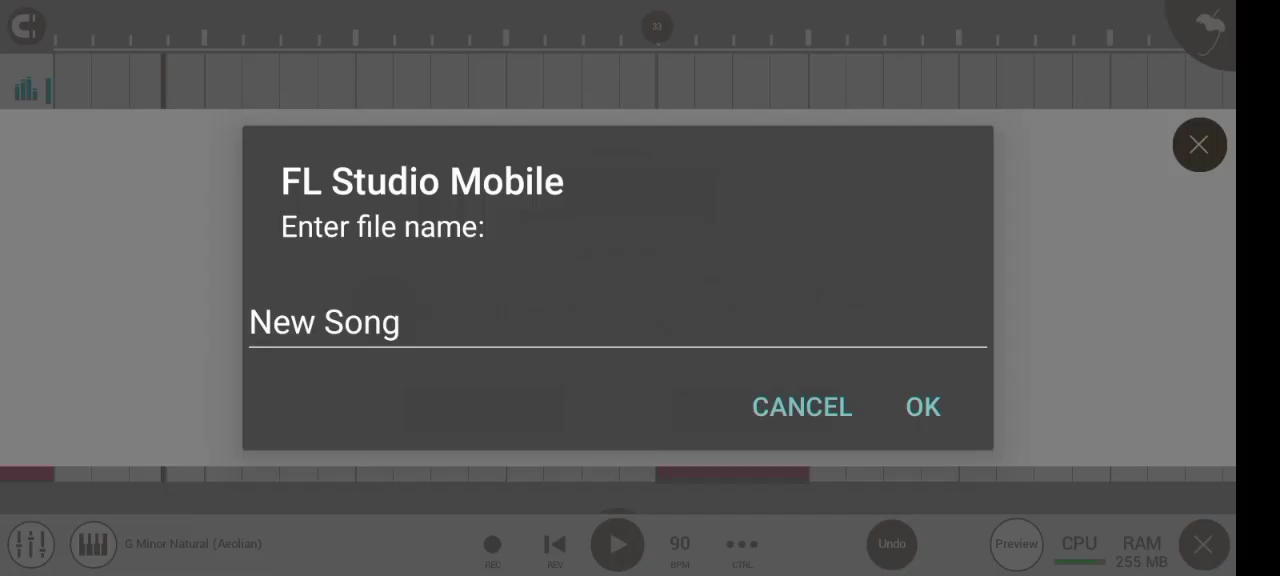 33
FL Studio Mobile
Enter file name:
New Song
CANCEL OK
G Minor Natural (Aeolian)
REC
REV
90
BPM
CTRL
Undo
Preview
CPU
RAM
255 MB